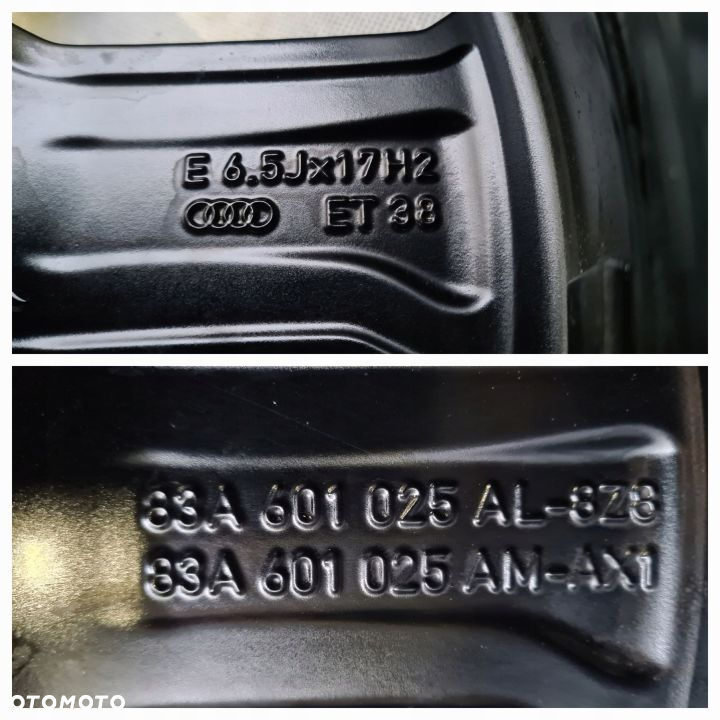 E 6.5Jx17H2
ET 38
83A 601 025 AL-8Z8
83A 601 025 AM-AX1
OTOMOTO